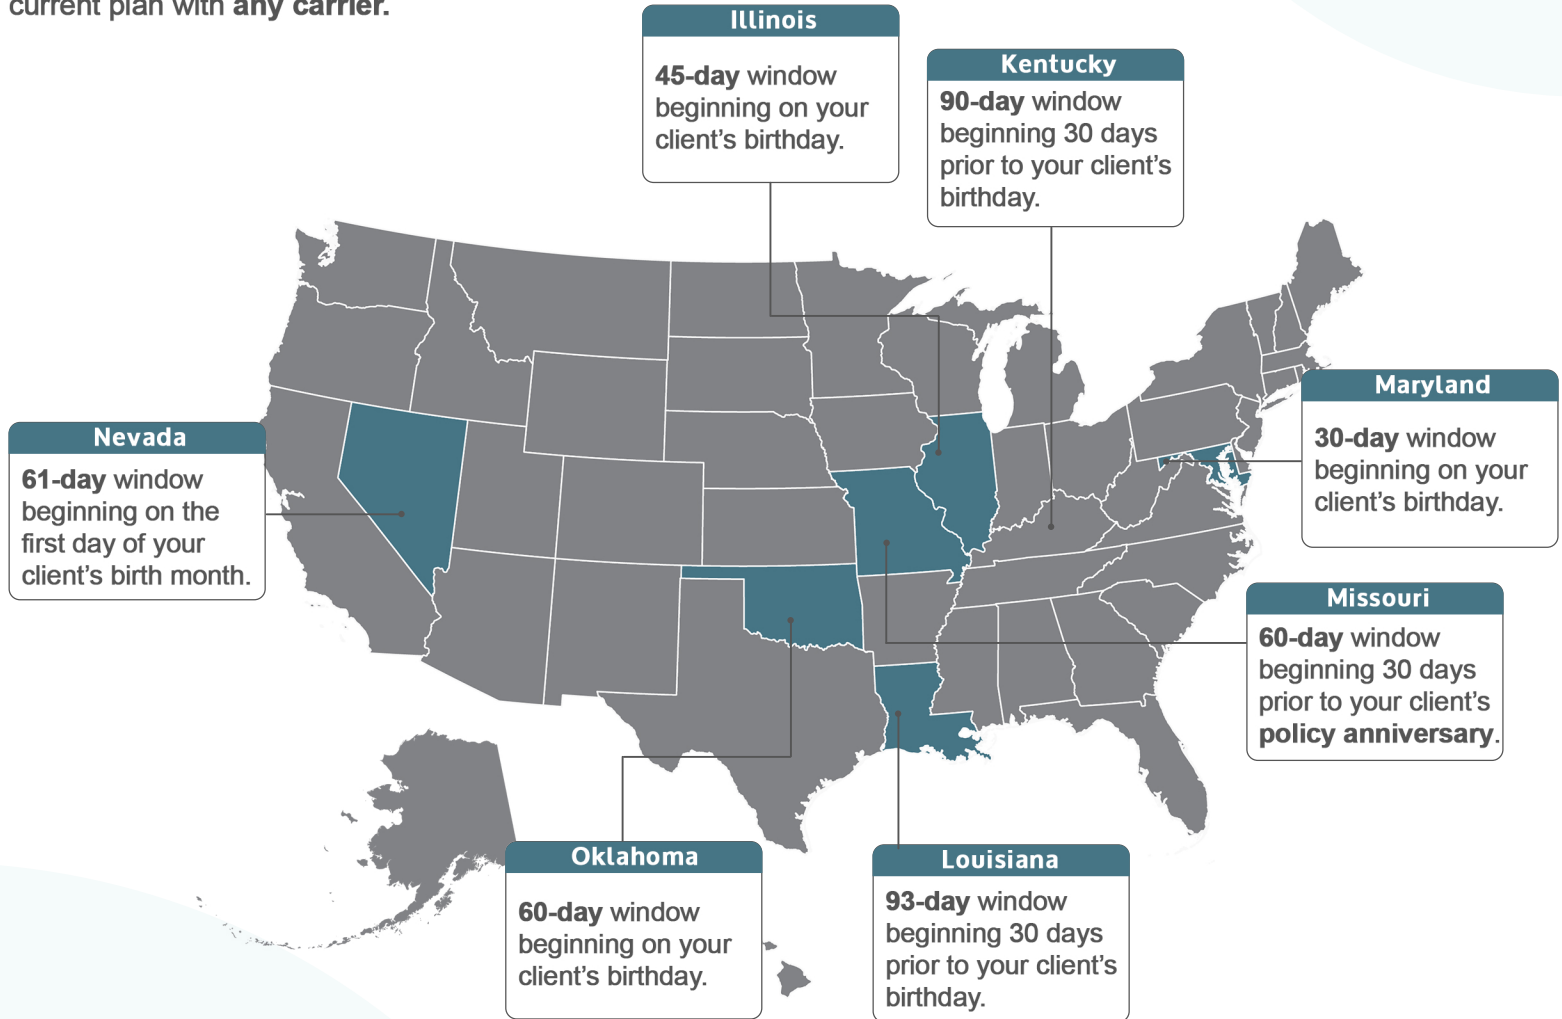 current plan with any carrier.
Illinois
45-day window
beginning on your
client's birthday.
Kentucky
90-day window
beginning 30 days
prior to your client's
birthday.
Maryland
30-day window
beginning on your
client's birthday.
Nevada
61-day window
beginning on the
first day of your
client's birth month.
Missouri
60-day window
beginning 30 days
prior to your client's
policy anniversary.
Oklahoma
60-day window
beginning on your
client's birthday.
Louisiana
93-day window
beginning 30 days
prior to your client's
birthday.